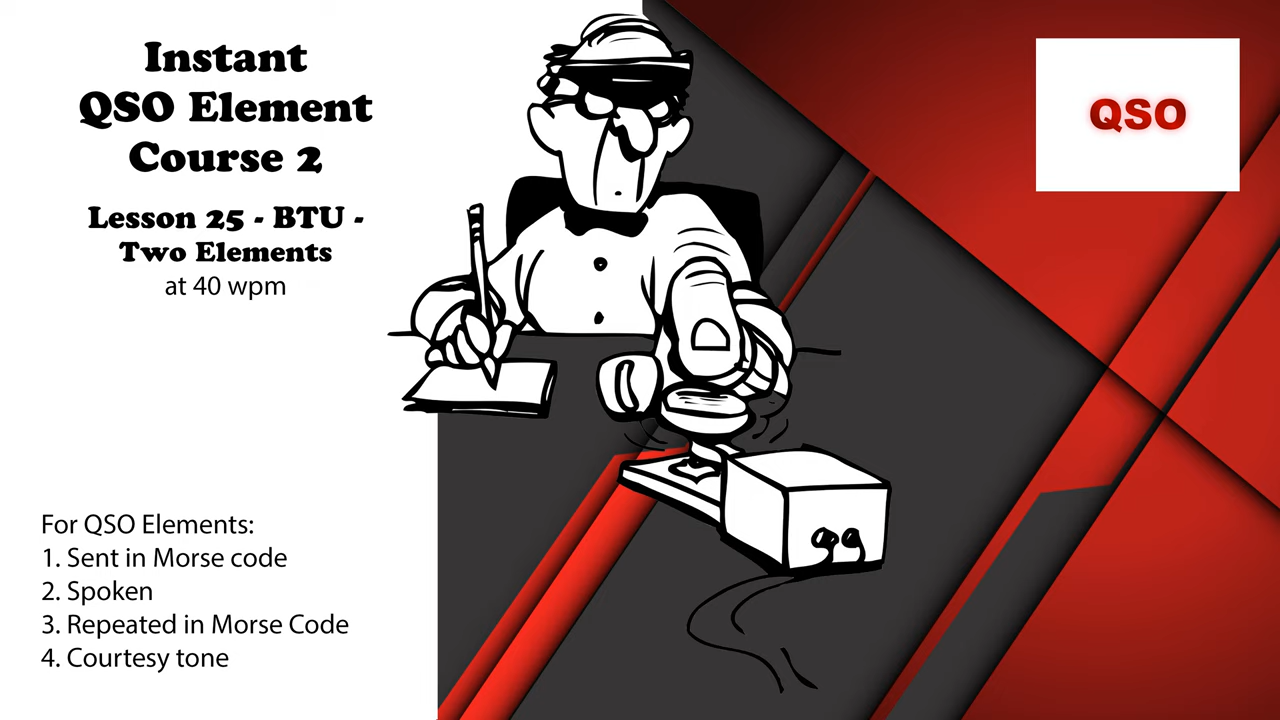 Instant
QSO Element
Course 2
Lesson 25 - BTU -
Two Elements
at 40 wpm
QSO
For QSO Elements:
1. Sent in Morse code
2. Spoken
3. Repeated in Morse Code
4. Courtesy tone